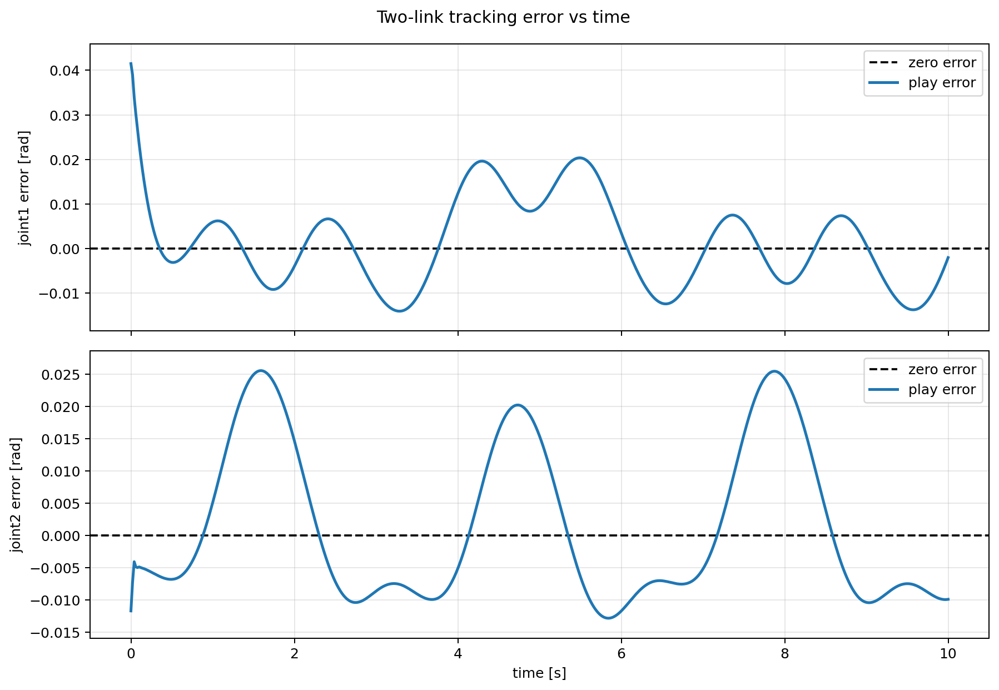 Two-link tracking error vs time
joint1 error [rad]
0.04
0.03
0.02
0.01
0.00
−0.01
zero error
play error
joint2 error [rad]
0.025
0.020
0.015
0.010
0.005
0.000
−0.005
−0.010
−0.015
zero error
play error
0 2 4 6 8 10
time [s]